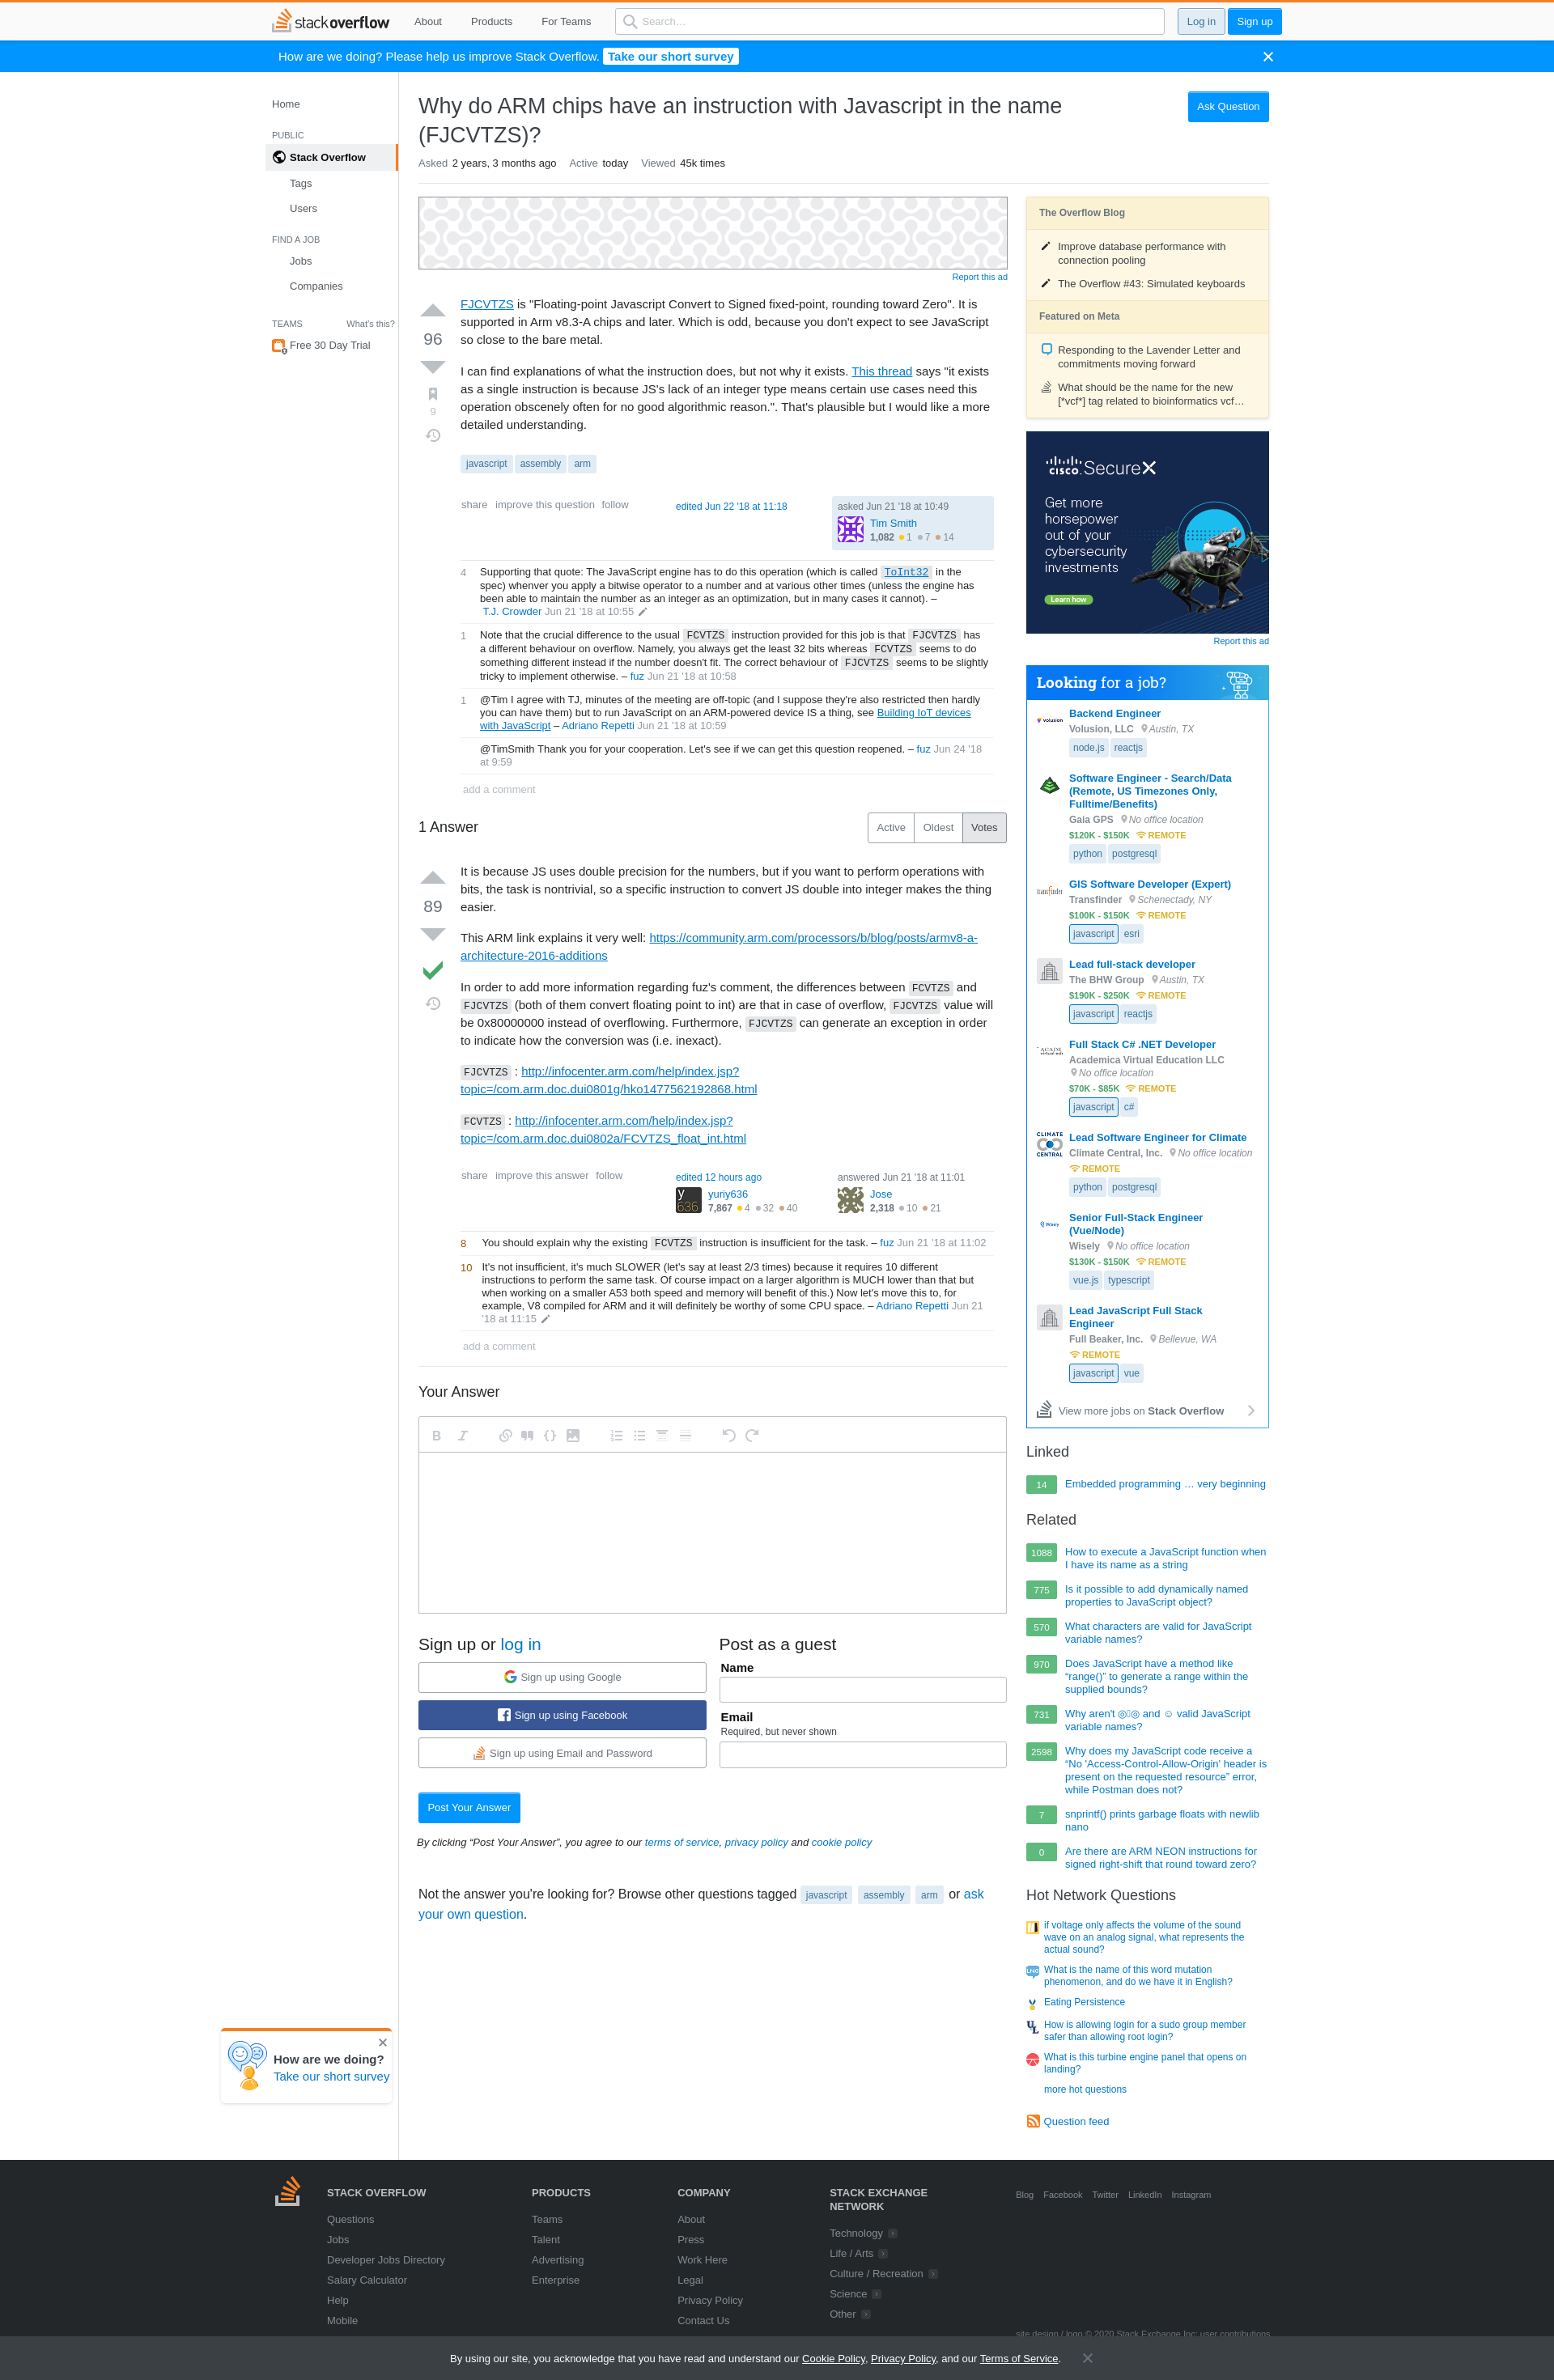 stackoverflow
About
Products
For Teams
Search…
Log in
Sign up
How are we doing? Please help us improve Stack Overflow. Take our short survey
Home
PUBLIC
Stack Overflow
Tags
Users
FIND A JOB
Jobs
Companies
TEAMS
What's this?
Free 30 Day Trial
Why do ARM chips have an instruction with Javascript in the name
(FJCVTZS)?
Ask Question
Asked 2 years, 3 months ago Active today Viewed 45k times
Report this ad
96
9
FJCVTZS is "Floating-point Javascript Convert to Signed fixed-point, rounding toward Zero". It is
supported in Arm v8.3-A chips and later. Which is odd, because you don't expect to see JavaScript
so close to the bare metal.
I can find explanations of what the instruction does, but not why it exists. This thread says "it exists
as a single instruction is because JS's lack of an integer type means certain use cases need this
operation obscenely often for no good algorithmic reason.". That's plausible but I would like a more
detailed understanding.
javascript assembly arm
share improve this question follow
edited Jun 22 '18 at 11:18
asked Jun 21 '18 at 10:49
Tim Smith
1,082 1 7 14
4 Supporting that quote: The JavaScript engine has to do this operation (which is called ToInt32 in the
spec) whenver you apply a bitwise operator to a number and at various other times (unless the engine has
been able to maintain the number as an integer as an optimization, but in many cases it cannot). –
T.J. Crowder Jun 21 '18 at 10:55
1 Note that the crucial difference to the usual FCVTZS instruction provided for this job is that FJCVTZS has
a different behaviour on overflow. Namely, you always get the least 32 bits whereas FCVTZS seems to do
something different instead if the number doesn't fit. The correct behaviour of FJCVTZS seems to be slightly
tricky to implement otherwise. – fuz Jun 21 '18 at 10:58
1 @Tim I agree with TJ, minutes of the meeting are off-topic (and I suppose they're also restricted then hardly
you can have them) but to run JavaScript on an ARM-powered device IS a thing, see Building IoT devices
with JavaScript – Adriano Repetti Jun 21 '18 at 10:59
@TimSmith Thank you for your cooperation. Let's see if we can get this question reopened. – fuz Jun 24 '18
at 9:59
add a comment
1 Answer
Active Oldest Votes
89
It is because JS uses double precision for the numbers, but if you want to perform operations with
bits, the task is nontrivial, so a specific instruction to convert JS double into integer makes the thing
easier.
This ARM link explains it very well: https://community.arm.com/processors/b/blog/posts/armv8-a-
architecture-2016-additions
In order to add more information regarding fuz's comment, the differences between FCVTZS and
FJCVTZS (both of them convert floating point to int) are that in case of overflow, FJCVTZS value will
be 0x80000000 instead of overflowing. Furthermore, FJCVTZS can generate an exception in order
to indicate how the conversion was (i.e. inexact).
FJCVTZS : http://infocenter.arm.com/help/index.jsp?
topic=/com.arm.doc.dui0801g/hko1477562192868.html
FCVTZS : http://infocenter.arm.com/help/index.jsp?
topic=/com.arm.doc.dui0802a/FCVTZS_float_int.html
share improve this answer follow
edited 12 hours ago
y
636
yuriy636
7,867 4 32 40
answered Jun 21 '18 at 11:01
Jose
2,318 10 21
8 You should explain why the existing FCVTZS instruction is insufficient for the task. – fuz Jun 21 '18 at 11:02
10 It's not insufficient, it's much SLOWER (let's say at least 2/3 times) because it requires 10 different
instructions to perform the same task. Of course impact on a larger algorithm is MUCH lower than that but
when working on a smaller A53 both speed and memory will benefit of this.) Now let's move this to, for
example, V8 compiled for ARM and it will definitely be worthy of some CPU space. – Adriano Repetti Jun 21
'18 at 11:15
add a comment
Your Answer
B I
Sign up or log in
Sign up using Google
Sign up using Facebook
Sign up using Email and Password
Post as a guest
Name
Email
Required, but never shown
Post Your Answer
By clicking “Post Your Answer”, you agree to our terms of service, privacy policy and cookie policy
Not the answer you're looking for? Browse other questions tagged javascript assembly arm or ask
your own question.
The Overflow Blog
Improve database performance with
connection pooling
The Overflow #43: Simulated keyboards
Featured on Meta
Responding to the Lavender Letter and
commitments moving forward
What should be the name for the new
[*vcf*] tag related to bioinformatics vcf…
cisco SecureX
Get more
horsepower
out of your
cybersecurity
investments
Learn how
Report this ad
Looking for a job?
volusion
Backend Engineer
Volusion, LLC Austin, TX
node.js reactjs
Software Engineer - Search/Data
(Remote, US Timezones Only,
Fulltime/Benefits)
Gaia GPS No office location
$120K - $150K REMOTE
python postgresql
GIS Software Developer (Expert)
Transfinder Schenectady, NY
$100K - $150K REMOTE
javascript esri
Lead full-stack developer
The BHW Group Austin, TX
$190K - $250K REMOTE
javascript reactjs
Full Stack C# .NET Developer
Academica Virtual Education LLC
No office location
$70K - $85K REMOTE
javascript c#
CLIMATE
CENTRAL
Lead Software Engineer for Climate
Climate Central, Inc. No office location
REMOTE
python postgresql
Wisely
Senior Full-Stack Engineer
(Vue/Node)
Wisely No office location
$130K - $150K REMOTE
vue.js typescript
Lead JavaScript Full Stack
Engineer
Full Beaker, Inc. Bellevue, WA
REMOTE
javascript vue
View more jobs on Stack Overflow
Linked
14 Embedded programming … very beginning
Related
1088 How to execute a JavaScript function when
I have its name as a string
775 Is it possible to add dynamically named
properties to JavaScript object?
570 What characters are valid for JavaScript
variable names?
970 Does JavaScript have a method like
“range()” to generate a range within the
supplied bounds?
731 Why aren't ◎ܫ◎ and ☺ valid JavaScript
variable names?
2598 Why does my JavaScript code receive a
“No 'Access-Control-Allow-Origin' header is
present on the requested resource” error,
while Postman does not?
7 snprintf() prints garbage floats with newlib
nano
0 Are there are ARM NEON instructions for
signed right-shift that round toward zero?
Hot Network Questions
if voltage only affects the volume of the sound
wave on an analog signal, what represents the
actual sound?
What is the name of this word mutation
phenomenon, and do we have it in English?
Eating Persistence
How is allowing login for a sudo group member
safer than allowing root login?
What is this turbine engine panel that opens on
landing?
more hot questions
Question feed
How are we doing?
Take our short survey
STACK OVERFLOW
Questions
Jobs
Developer Jobs Directory
Salary Calculator
Help
Mobile
PRODUCTS
Teams
Talent
Advertising
Enterprise
COMPANY
About
Press
Work Here
Legal
Privacy Policy
Contact Us
STACK EXCHANGE
NETWORK
Technology
Life / Arts
Culture / Recreation
Science
Other
Blog Facebook Twitter LinkedIn Instagram
site design / logo © 2020 Stack Exchange Inc; user contributions
By using our site, you acknowledge that you have read and understand our Cookie Policy, Privacy Policy, and our Terms of Service.